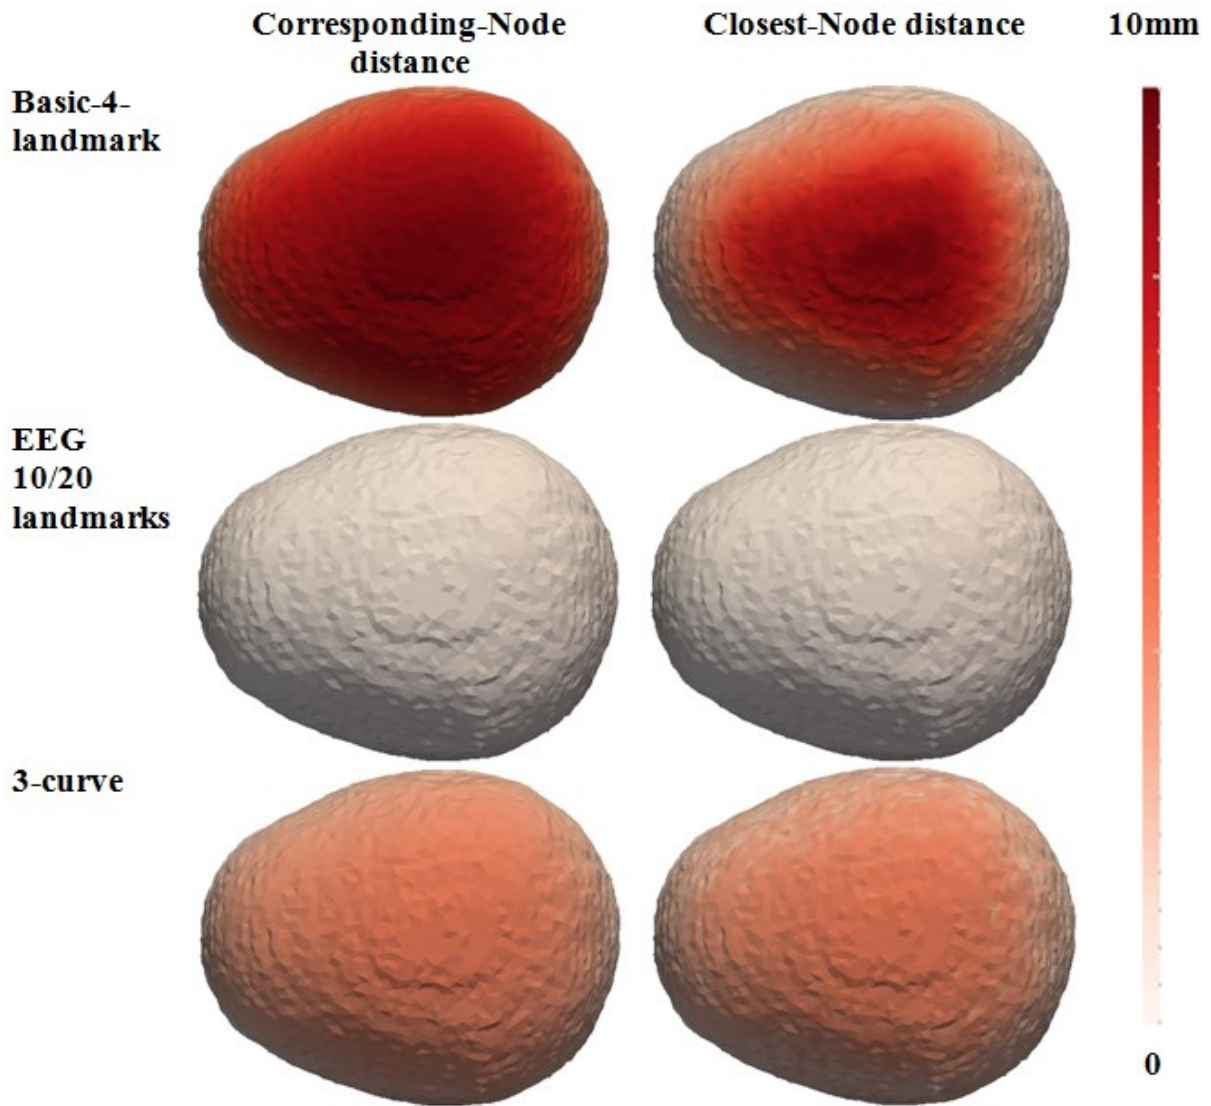 Corresponding-Node
distance
Closest-Node distance
10mm
Basic-4-
landmark
EEG
10/20
landmarks
3-curve
0